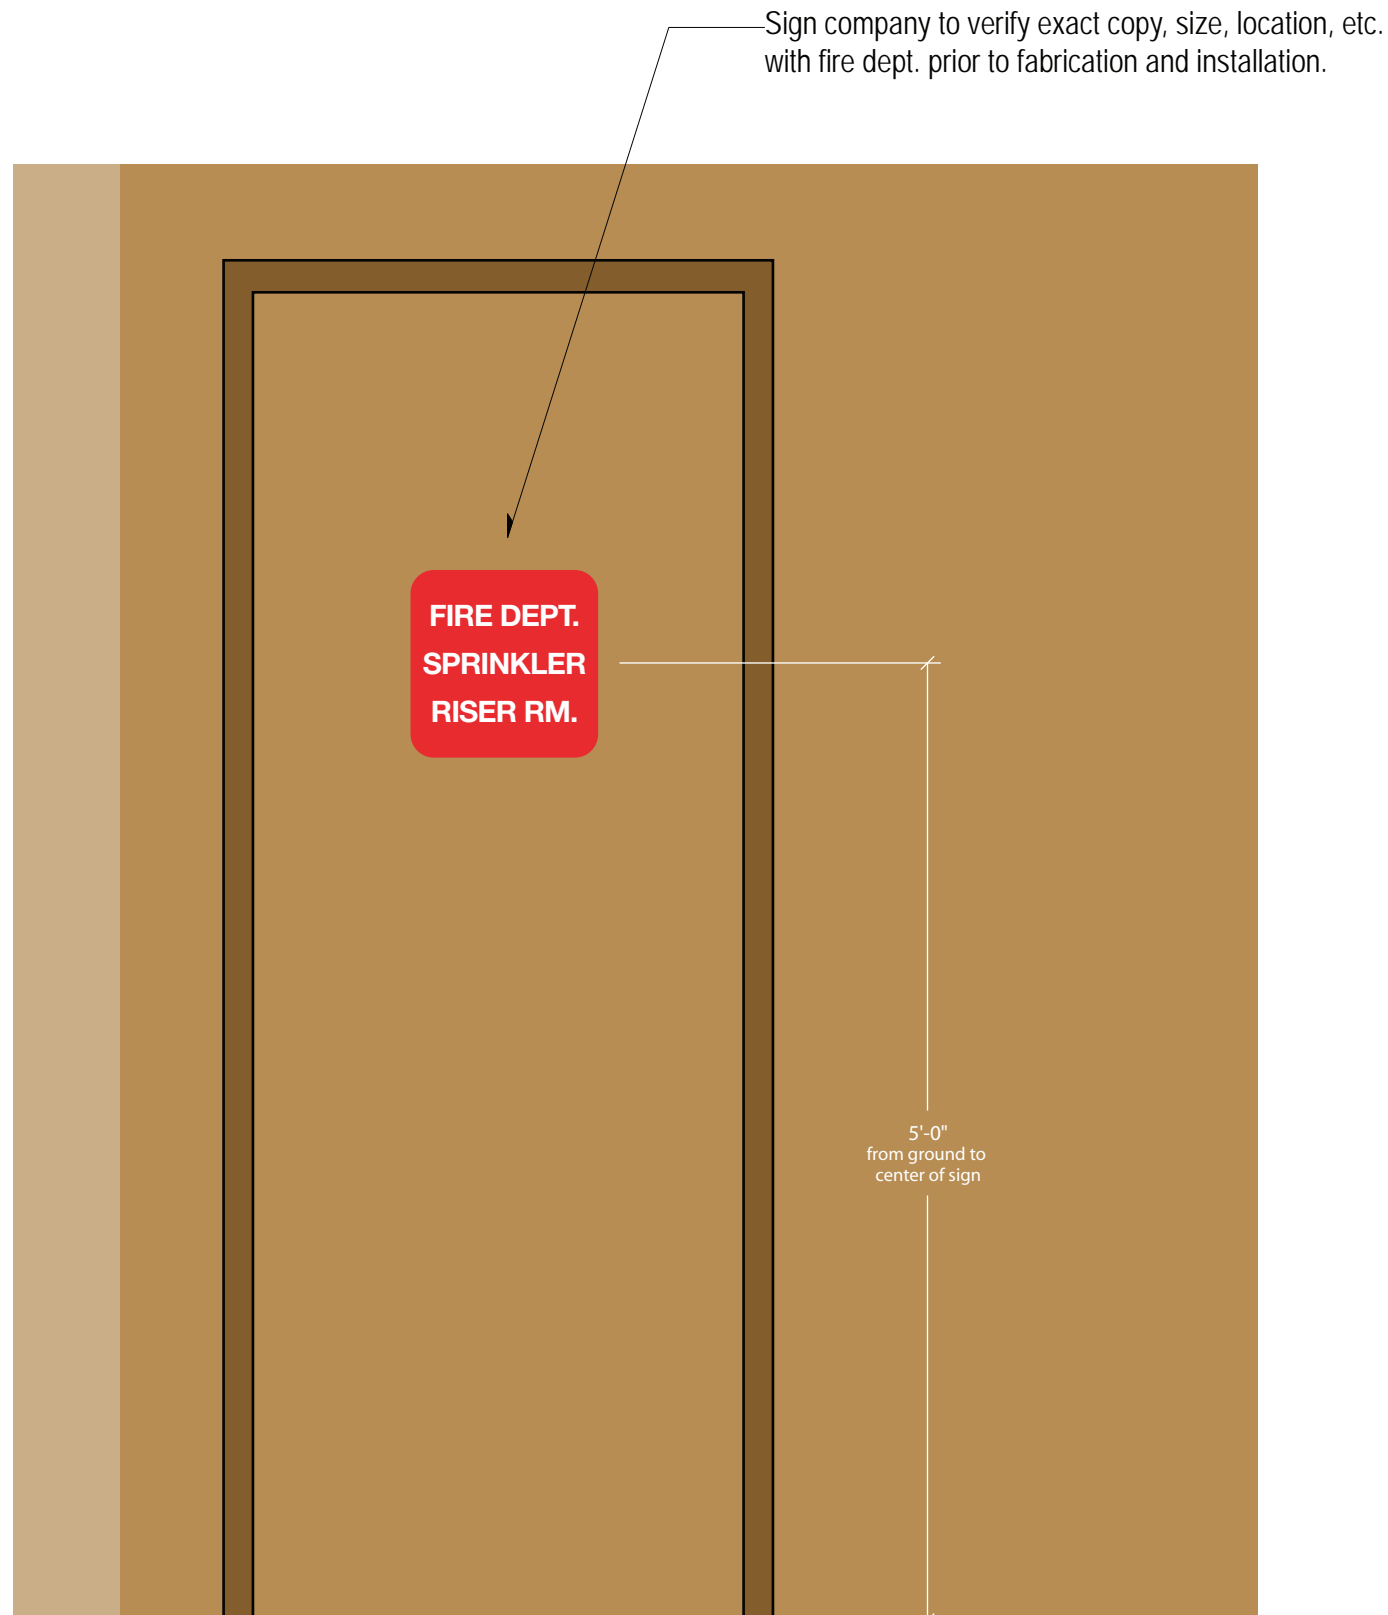 Sign company to verify exact copy, size, location, etc.
with fire dept. prior to fabrication and installation.
FIRE DEPT.
SPRINKLER
RISER RM.
5'-0"
from ground to
center of sign